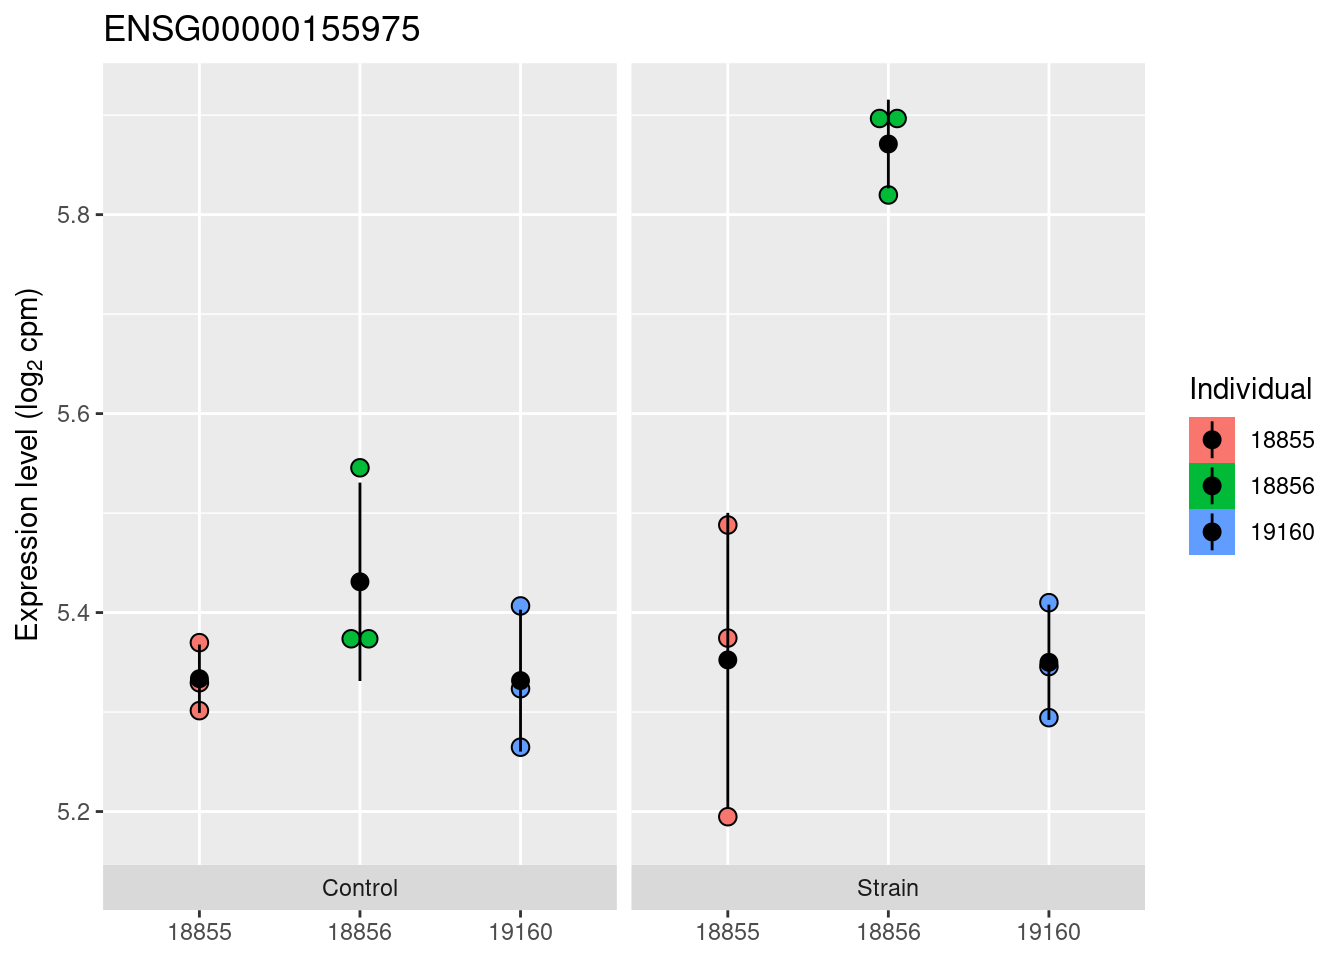 ENSG00000155975
Expression level (log₂ cpm)
5.8
5.6
5.4
5.2
Control
Strain
18855
18856
19160
18855
18856
19160
Individual
18855
18856
19160